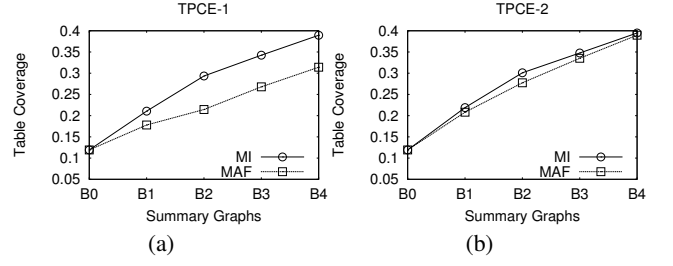 TPCE-1
0.4
0.35
0.3
0.25
0.2
0.15
0.1
0.05
Table Coverage
MI
MAF
B0 B1 B2 B3 B4
Summary Graphs
(a)
TPCE-2
0.4
0.35
0.3
0.25
0.2
0.15
0.1
0.05
Table Coverage
MI
MAF
B0 B1 B2 B3 B4
Summary Graphs
(b)